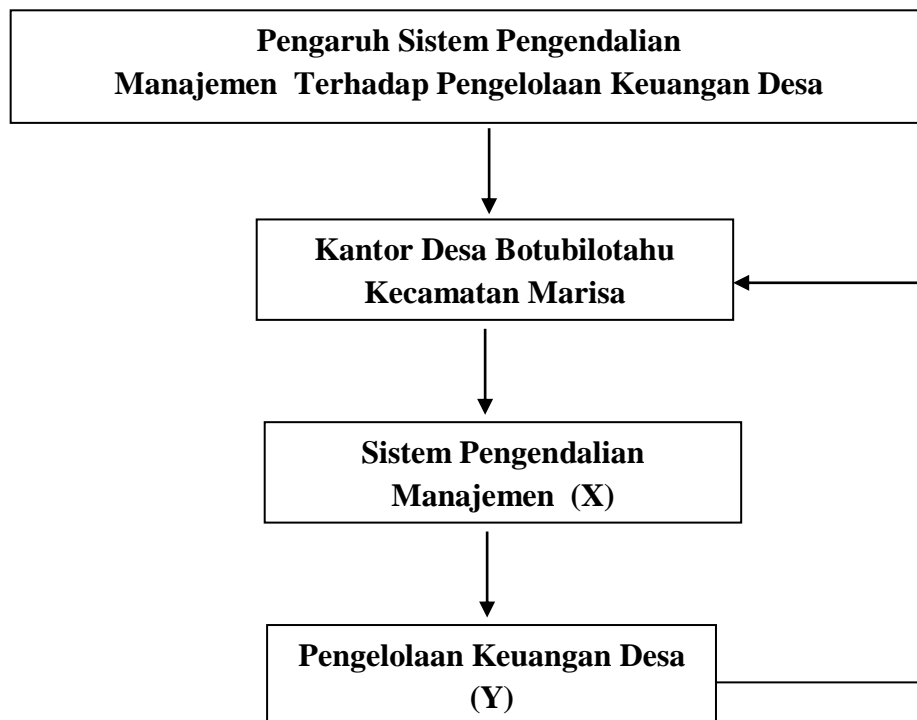 Pengaruh Sistem Pengendalian
Manajemen Terhadap Pengelolaan Keuangan Desa
Kantor Desa Botubilotahu
Kecamatan Marisa
Sistem Pengendalian
Manajemen (X)
Pengelolaan Keuangan Desa
(Y)